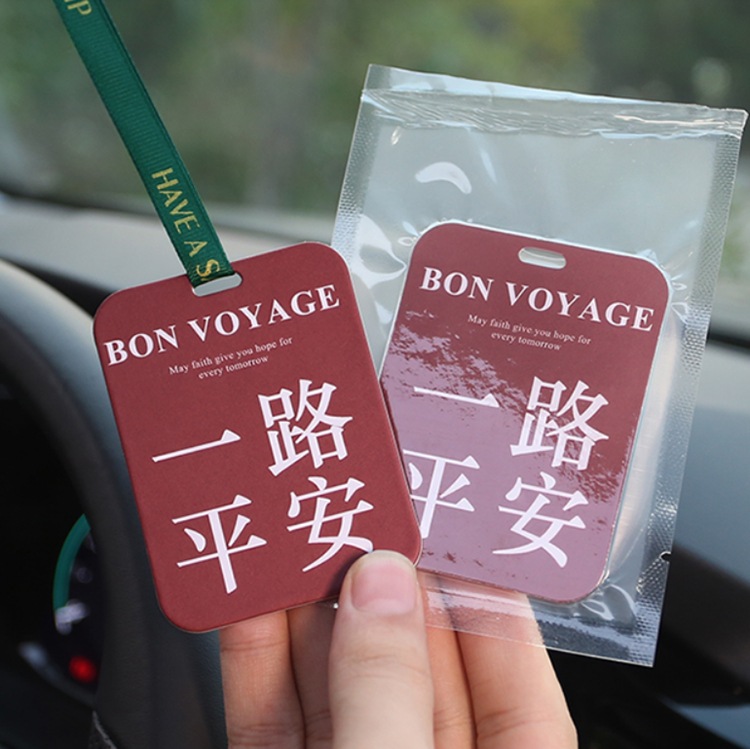 IP
HAVE A S
BON VOYAGE
May faith give you hope for
every tomorrow
一路
平安
BON VOYAGE
May faith give you hope for
every tomorrow
一路
平安